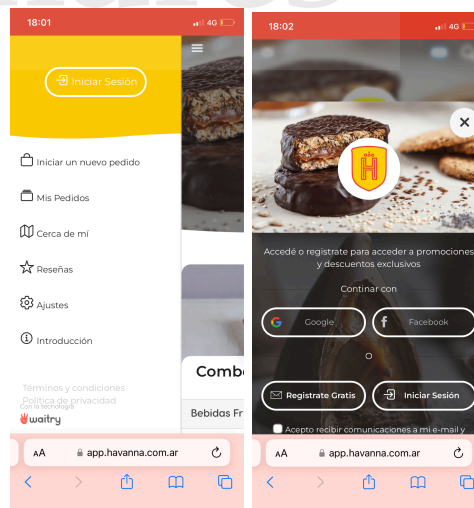 18:01
4G
Iniciar Sesión
Iniciar un nuevo pedido
Mis Pedidos
Cerca de mí
Reseñas
Ajustes
Introducción
Términos y condiciones
Política de privacidad
Con la tecnología
waitry
Comb
Bebidas Fr
AA app.havanna.com.ar
18:02
4G
H
Accedé o registrate para acceder a promociones
y descuentos exclusivos
Continar con
Google
Facebook
O
Registrate Gratis
Iniciar Sesión
Acepto recibir comunicaciones a mi e-mail y
AA app.havanna.com.ar